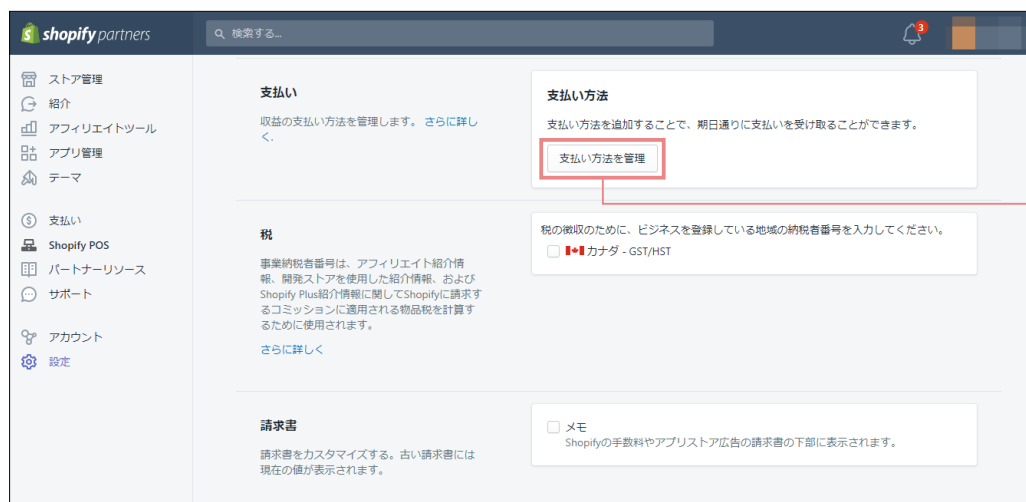 shopify partners
検索する...
3
ストア管理
紹介
アフィリエイトツール
アプリ管理
テーマ
支払い
Shopify POS
パートナーリソース
サポート
アカウント
設定
支払い
収益の支払い方法を管理します。 さらに詳し
く.
支払い方法
支払い方法を追加することで、期日通りに支払いを受け取ることができます。
支払い方法を管理
税
事業納税者番号は、アフィリエイト紹介情
報、開発ストアを使用した紹介情報、および
Shopify Plus紹介情報に関してShopifyに請求す
るコミッションに適用される物品税を計算す
るために使用されます。
さらに詳しく
税の徴収のために、ビジネスを登録している地域の納税者番号を入力してください。
カナダ - GST/HST
請求書
請求書をカスタマイズする。古い請求書には
現在の値が表示されます。
メモ
Shopifyの手数料やアプリストア広告の請求書の下部に表示されます。